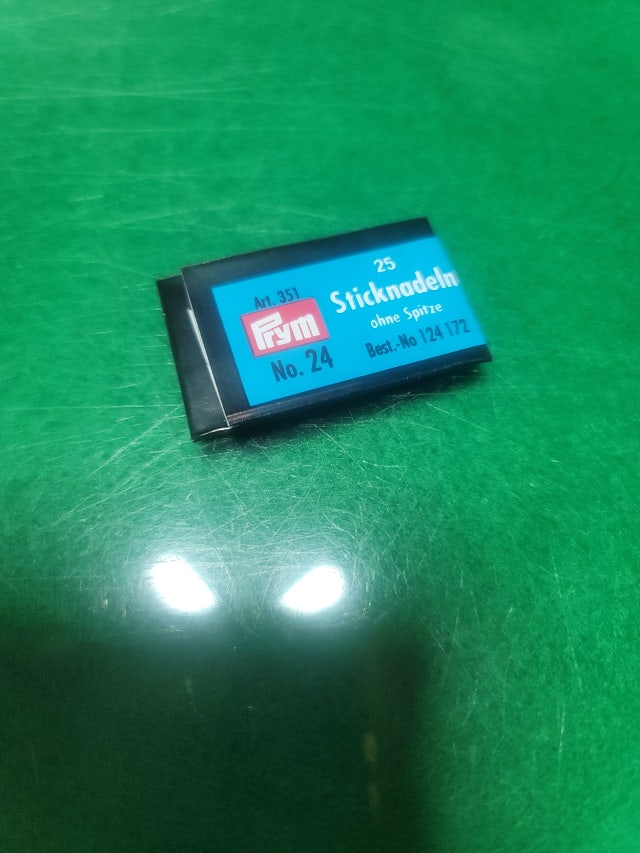 25
Sticknadeln
ohne Spitze
Art. 351
Prym
No. 24
Best.-No 124 172